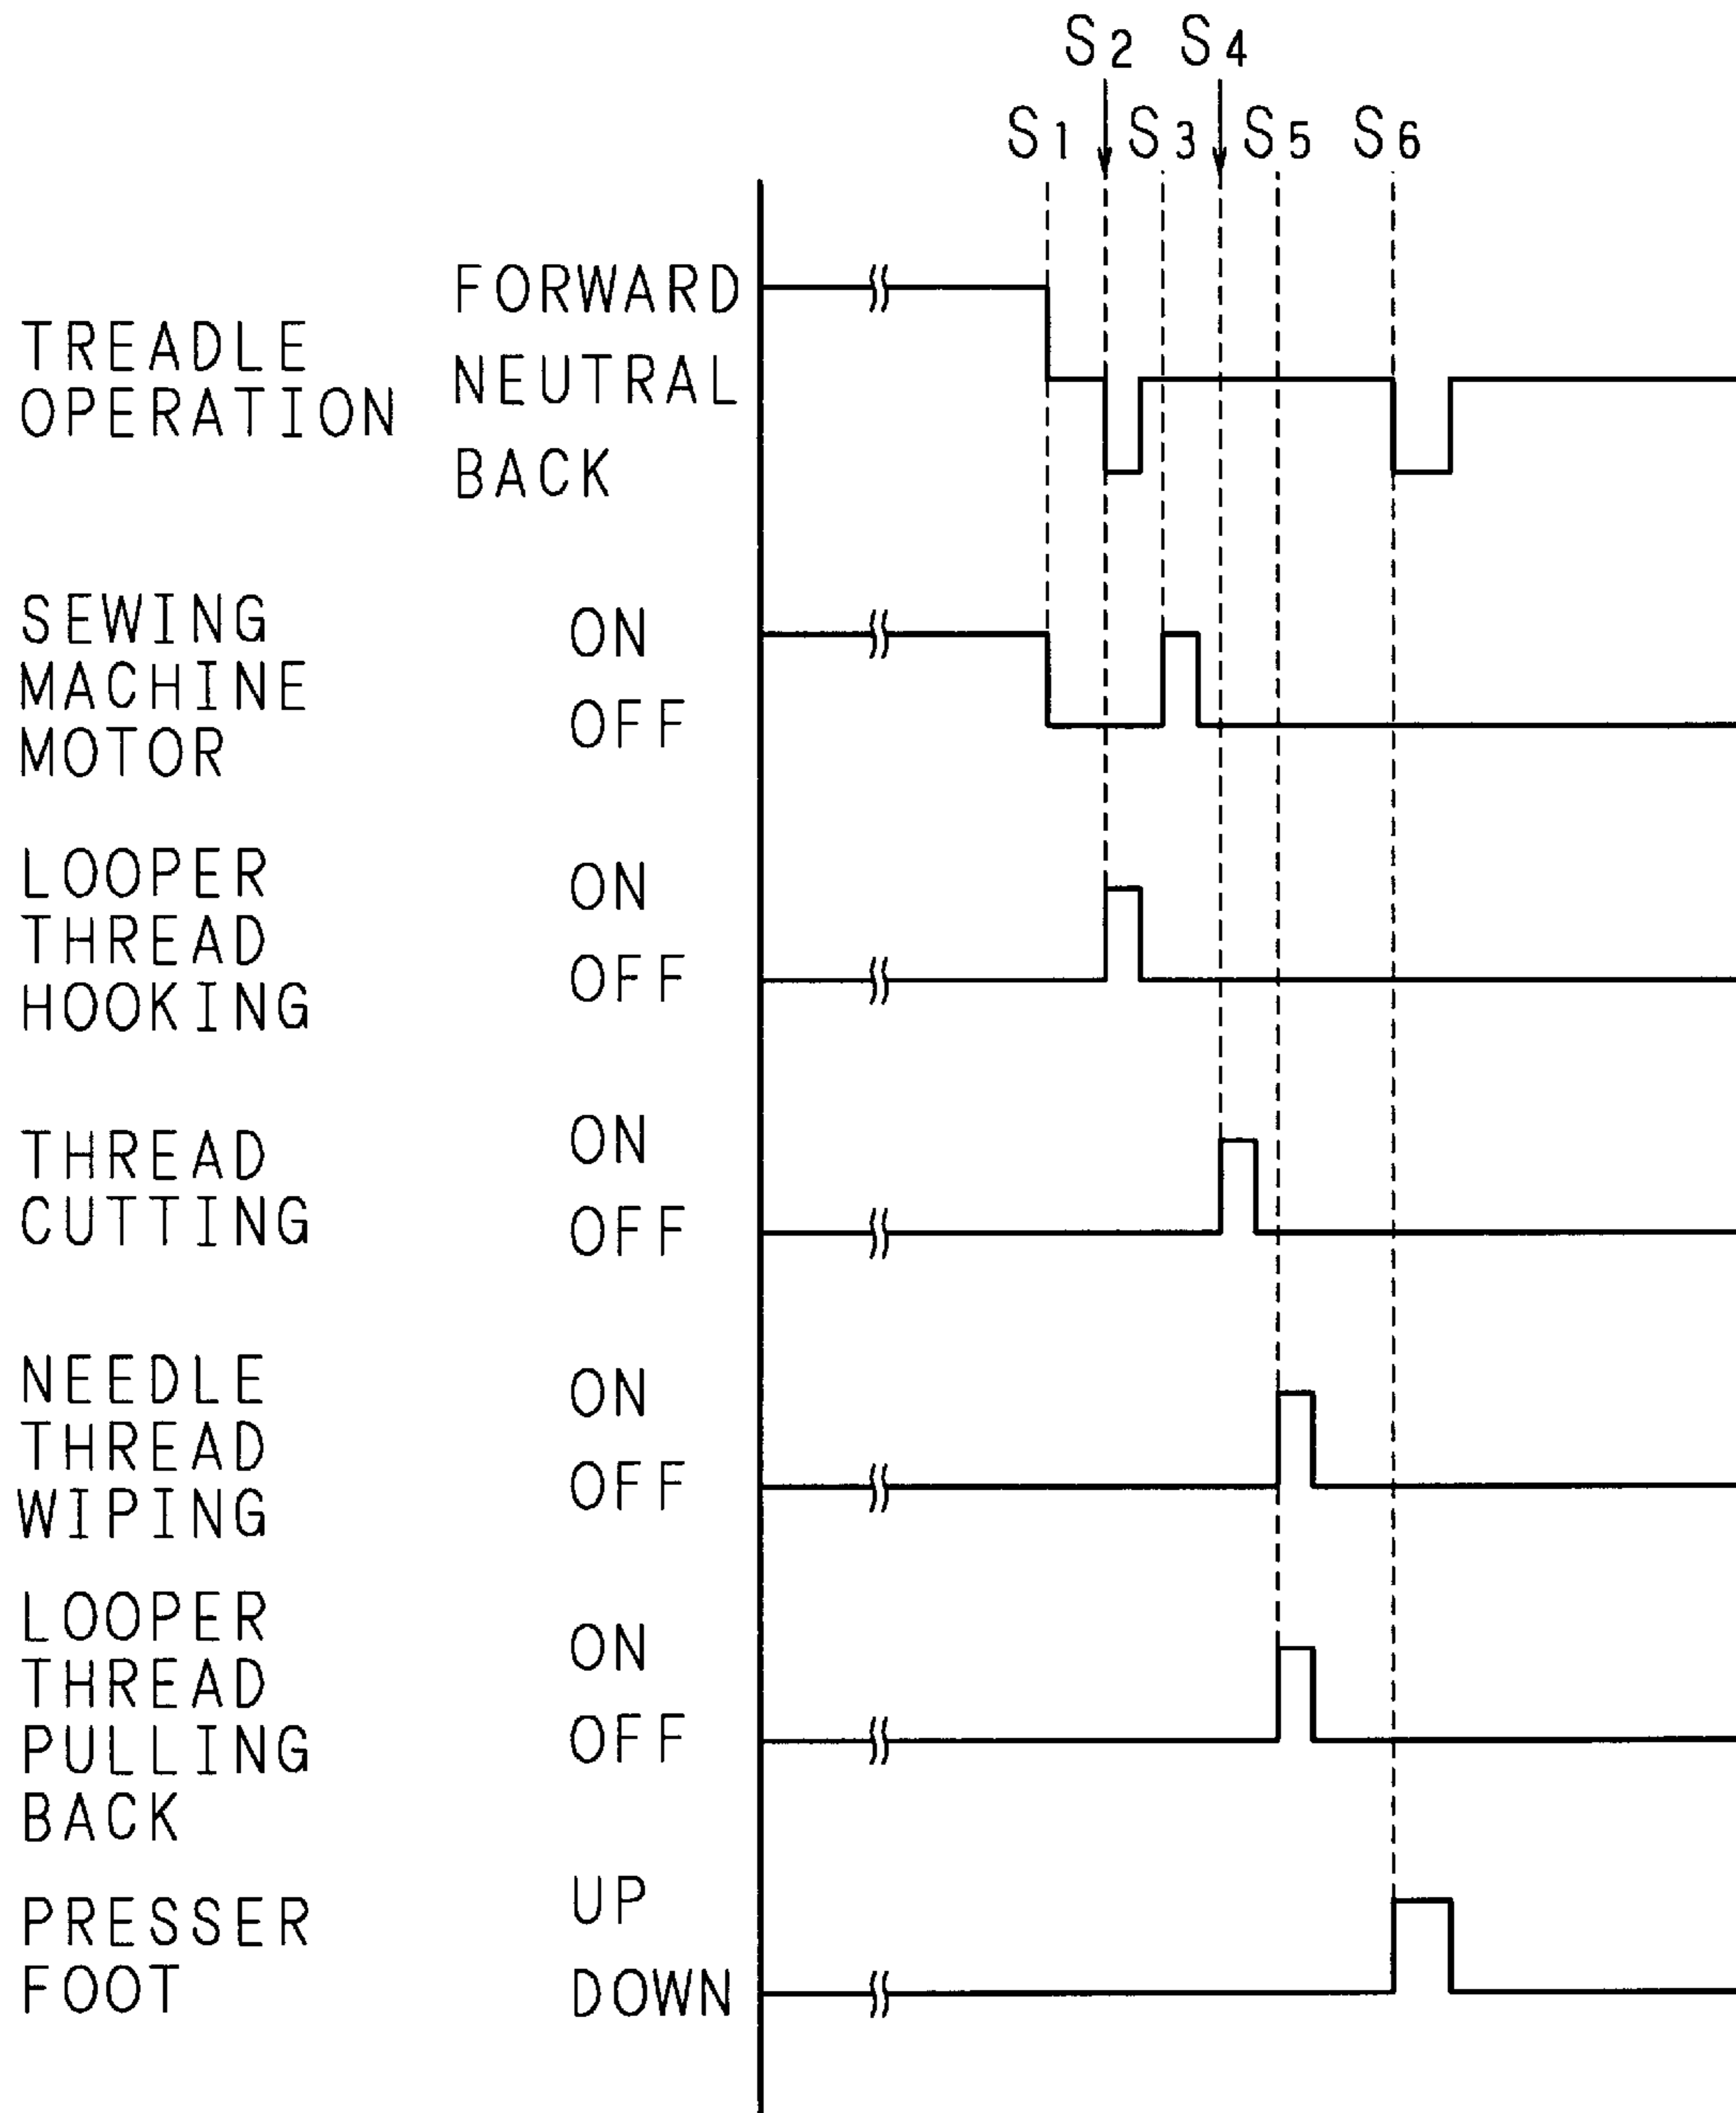 S2 S4
S1 S3 S5 S6
TREADLE
OPERATION
FORWARD
NEUTRAL
BACK
SEWING
MACHINE
MOTOR
ON
OFF
LOOPER
THREAD
HOOKING
ON
OFF
THREAD
CUTTING
ON
OFF
NEEDLE
THREAD
WIPING
ON
OFF
LOOPER
THREAD
PULLING
BACK
ON
OFF
PRESSER
FOOT
UP
DOWN